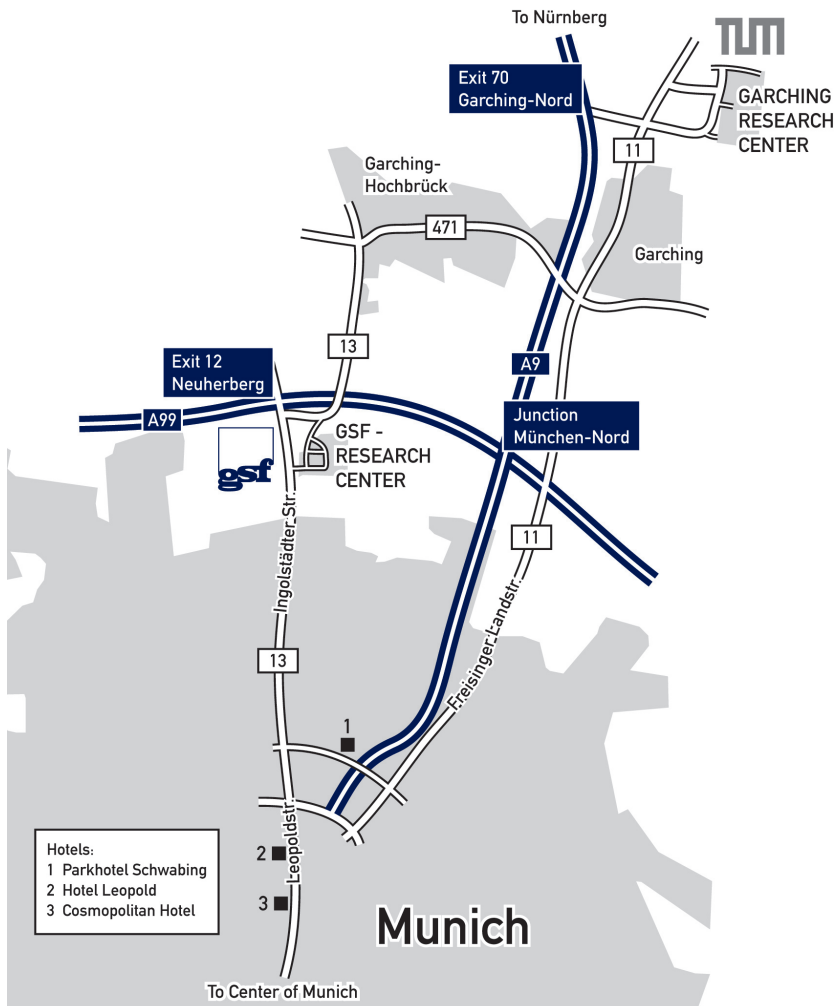 To Nürnberg
TUM
Exit 70
Garching-Nord
GARCHING
RESEARCH
CENTER
11
Garching-
Hochbrück
471
Garching
13
Exit 12
Neuherberg
A9
A99
Junction
München-Nord
gsf
GSF -
RESEARCH
CENTER
Ingolstädter Str.
11
Freisinger Landstr.
13
1
Leopoldstr.
2
3
Hotels:
1 Parkhotel Schwabing
2 Hotel Leopold
3 Cosmopolitan Hotel
Munich
To Center of Munich